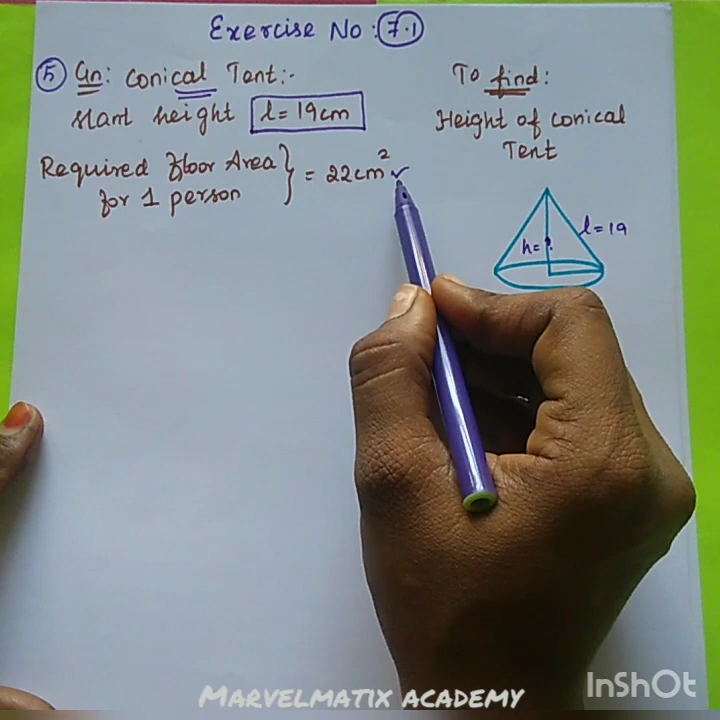 Exercise No : 7.1
5 Gn: Conical Tent:-
slant height l = 19cm
Required floor Area for 1 person } = 22cm² ✓
To find:
Height of conical Tent
h = ?
l = 19
MARVELMATIX ACADEMY
InShOt